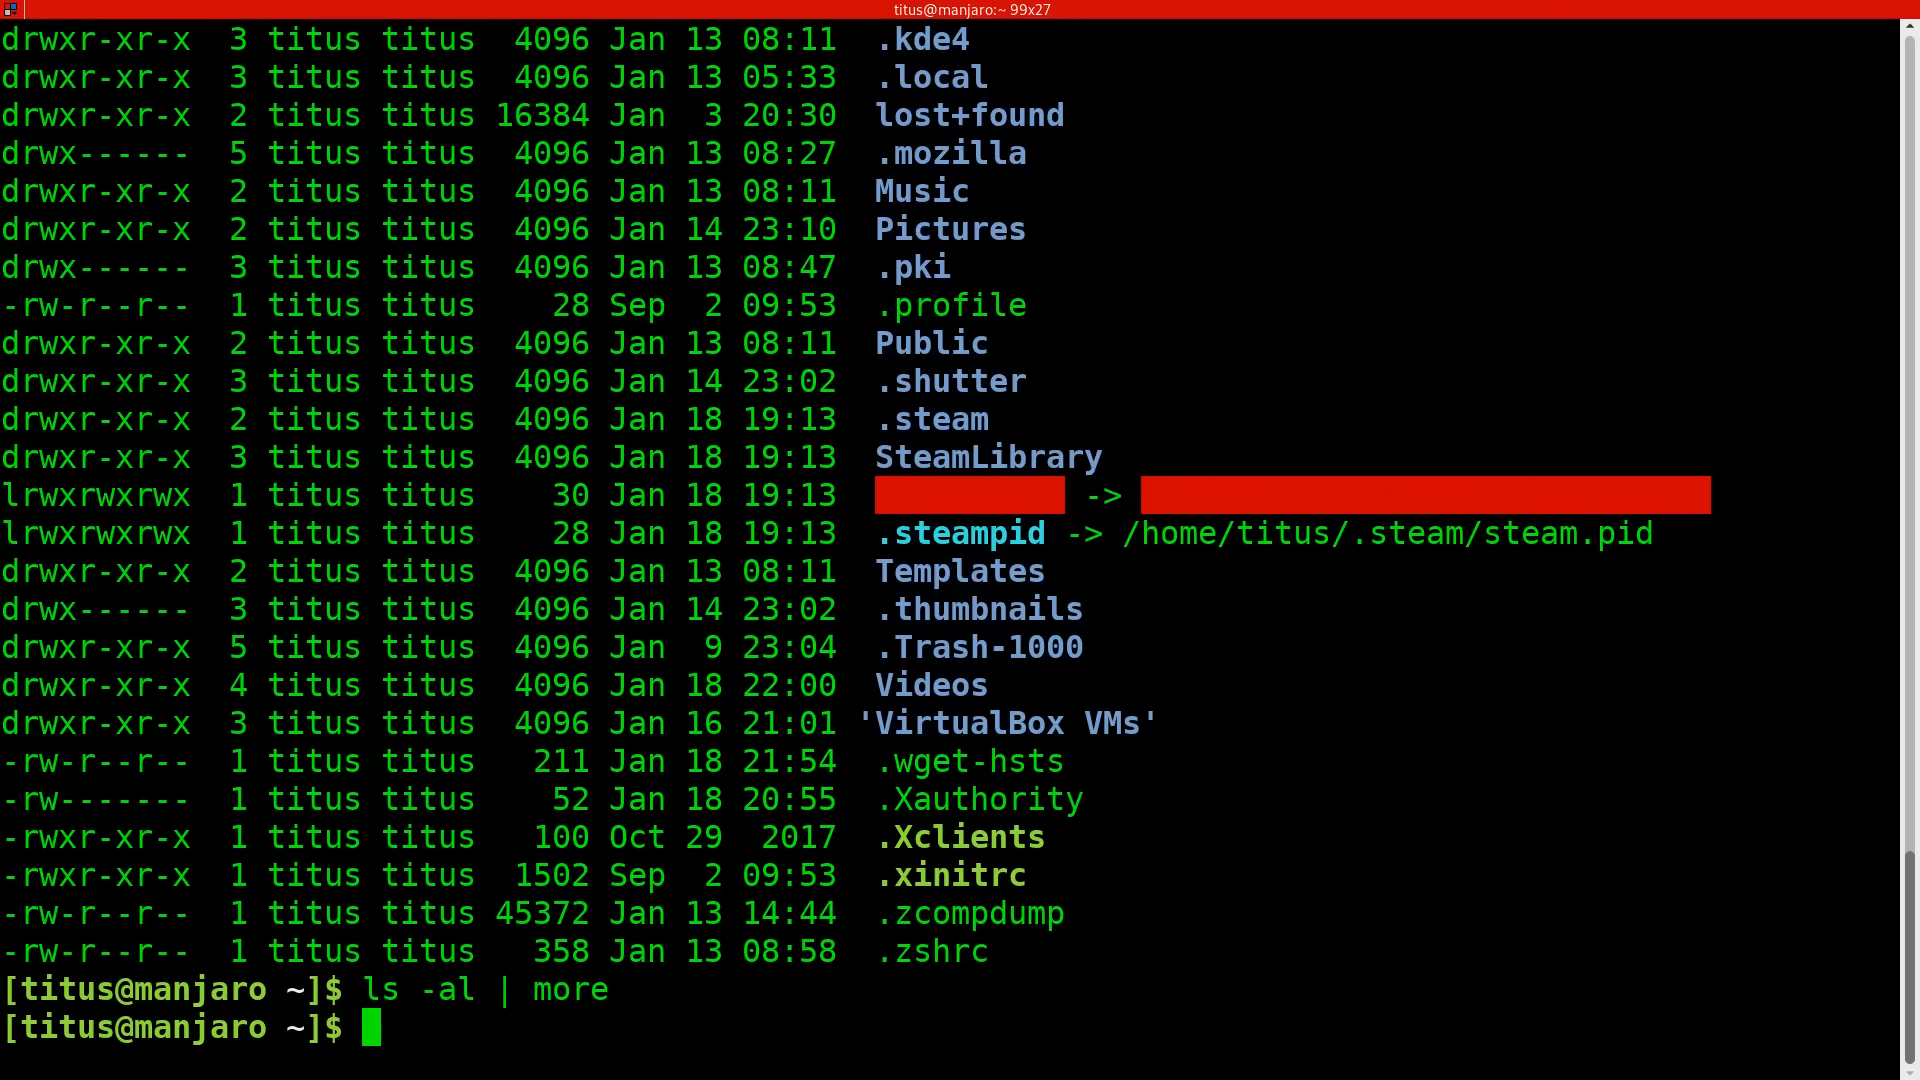 titus@manjaro:~ 99x27
drwxr-xr-x  3 titus titus  4096 Jan 13 08:11  .kde4
drwxr-xr-x  3 titus titus  4096 Jan 13 05:33  .local
drwxr-xr-x  2 titus titus 16384 Jan  3 20:30  lost+found
drwx------  5 titus titus  4096 Jan 13 08:27  .mozilla
drwxr-xr-x  2 titus titus  4096 Jan 13 08:11  Music
drwxr-xr-x  2 titus titus  4096 Jan 14 23:10  Pictures
drwx------  3 titus titus  4096 Jan 13 08:47  .pki
-rw-r--r--  1 titus titus    28 Sep  2 09:53  .profile
drwxr-xr-x  2 titus titus  4096 Jan 13 08:11  Public
drwxr-xr-x  3 titus titus  4096 Jan 14 23:02  .shutter
drwxr-xr-x  2 titus titus  4096 Jan 18 19:13  .steam
drwxr-xr-x  3 titus titus  4096 Jan 18 19:13  SteamLibrary
lrwxrwxrwx  1 titus titus    30 Jan 18 19:13  ->
lrwxrwxrwx  1 titus titus    28 Jan 18 19:13  .steampid -> /home/titus/.steam/steam.pid
drwxr-xr-x  2 titus titus  4096 Jan 13 08:11  Templates
drwx------  3 titus titus  4096 Jan 14 23:02  .thumbnails
drwxr-xr-x  5 titus titus  4096 Jan  9 23:04  .Trash-1000
drwxr-xr-x  4 titus titus  4096 Jan 18 22:00  Videos
drwxr-xr-x  3 titus titus  4096 Jan 16 21:01 'VirtualBox VMs'
-rw-r--r--  1 titus titus   211 Jan 18 21:54  .wget-hsts
-rw-------  1 titus titus    52 Jan 18 20:55  .Xauthority
-rwxr-xr-x  1 titus titus   100 Oct 29  2017  .Xclients
-rwxr-xr-x  1 titus titus  1502 Sep  2 09:53  .xinitrc
-rw-r--r--  1 titus titus 45372 Jan 13 14:44  .zcompdump
-rw-r--r--  1 titus titus   358 Jan 13 08:58  .zshrc
[titus@manjaro ~]$ ls -al | more
[titus@manjaro ~]$